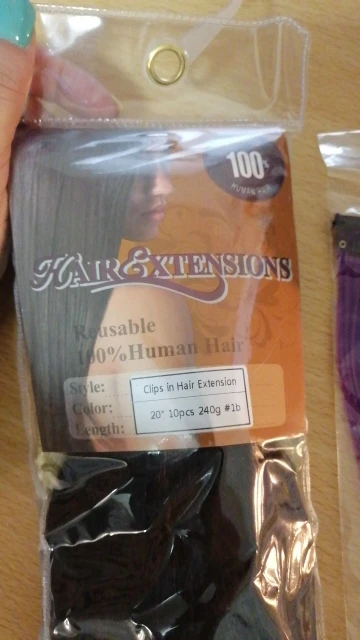 100%
HUMAN HAIR
HAIR EXTENSIONS
Reusable
100%Human Hair
Style: Clips in Hair Extension
Color:
20" 10pcs 240g #1b
Length: